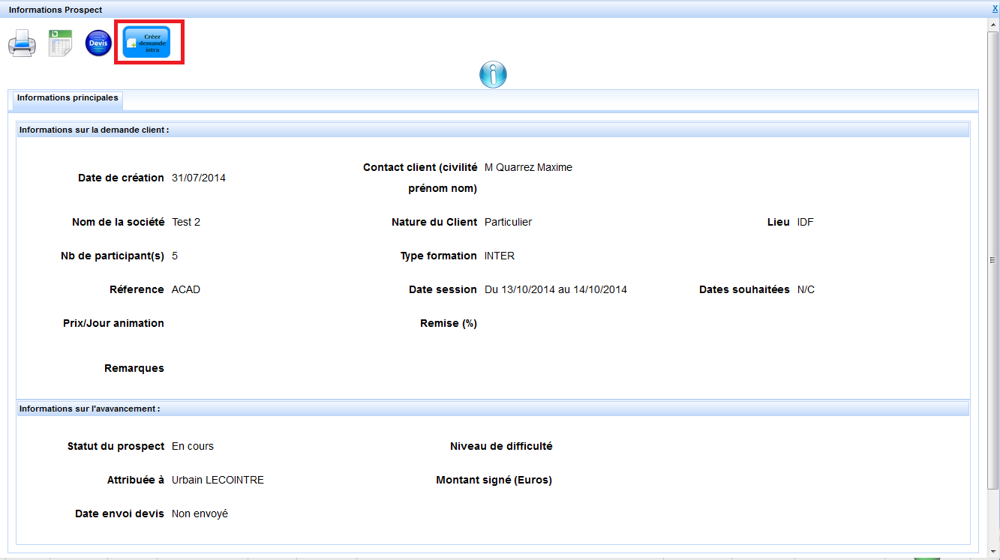 Informations Prospect
X
Devis
Créer
demande
intra
Informations principales
Informations sur la demande client :
Date de création 31/07/2014
Contact client (civilité prénom nom) M Quarrez Maxime
Nom de la société Test 2
Nature du Client Particulier
Lieu IDF
Nb de participant(s) 5
Type formation INTER
Réference ACAD
Date session Du 13/10/2014 au 14/10/2014
Dates souhaitées N/C
Prix/Jour animation
Remise (%)
Remarques
Informations sur l'avavancement :
Statut du prospect En cours
Niveau de difficulté
Attribuée à Urbain LECOINTRE
Montant signé (Euros)
Date envoi devis Non envoyé